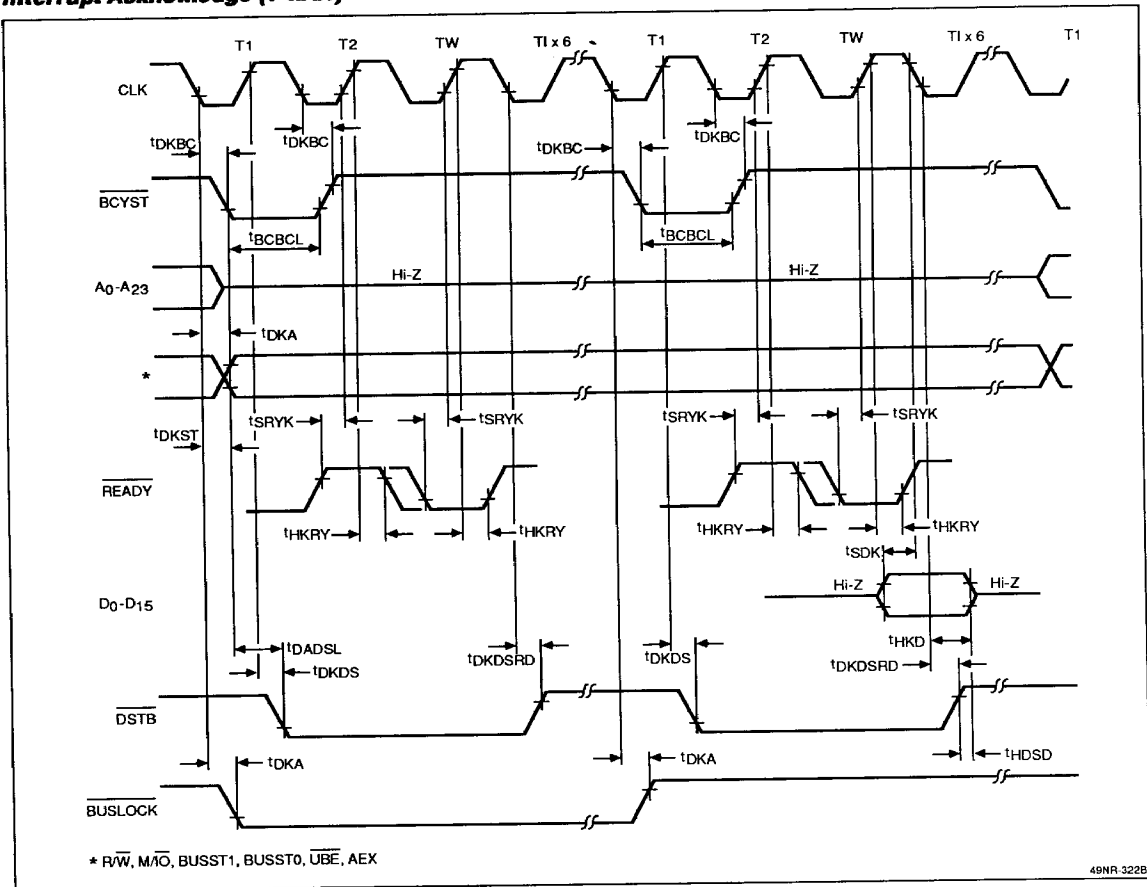 T1 T2 TW TI x 6 T1 T2 TW TI x 6 T1
CLK
tDKBC tDKBC tDKBC tDKBC
BCYST
tBCBCL tBCBCL
A0-A23 Hi-Z Hi-Z
tDKA
*
tSRYK tSRYK tSRYK tSRYK
tDKST
READY
tHKRY tHKRY tHKRY tHKRY
tSDK
D0-D15 Hi-Z Hi-Z
tHKD
tDADSL tDKDSRD tDKDS tDKDSRD
tDKDS
DSTB
tDKA tDKA tHDSD
BUSLOCK
* R/W, M/IO, BUSST1, BUSST0, UBE, AEX
49NR-322B